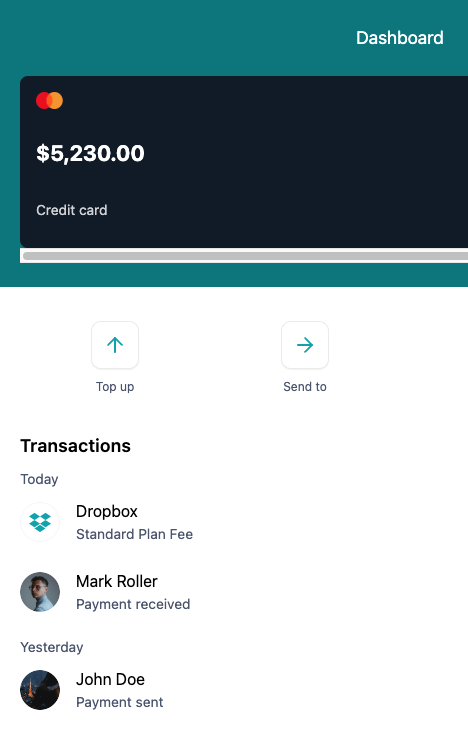 Dashboard
$5,230.00
Credit card
Top up
Send to
Transactions
Today
Dropbox
Standard Plan Fee
Mark Roller
Payment received
Yesterday
John Doe
Payment sent